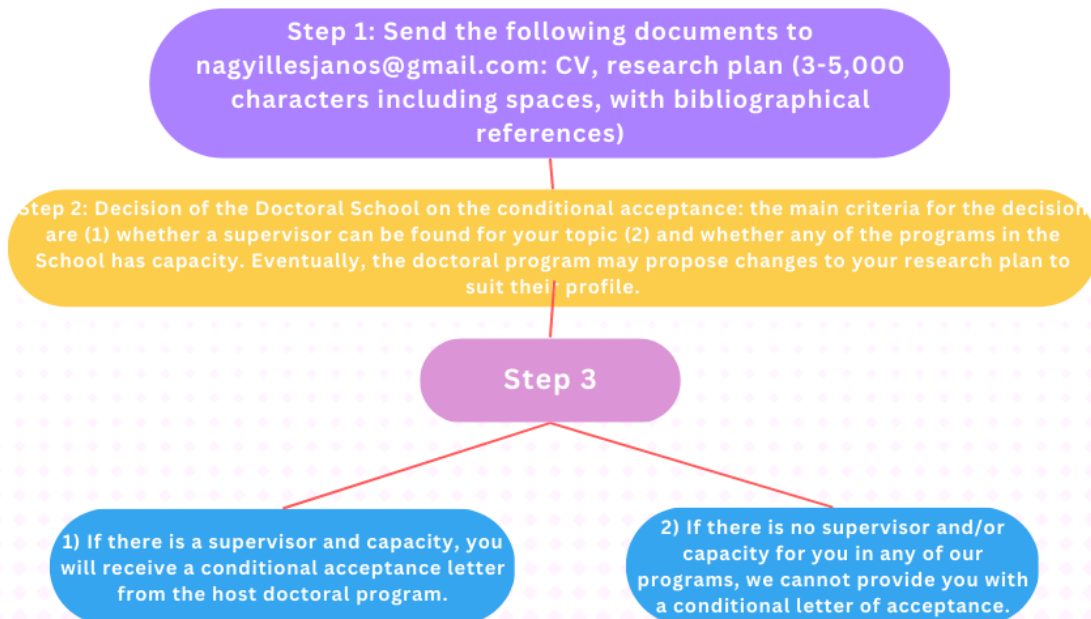 Step 1: Send the following documents to
nagyillesjanos@gmail.com: CV, research plan (3-5,000
characters including spaces, with bibliographical
references)
Step 2: Decision of the Doctoral School on the conditional acceptance: the main criteria for the decision
are (1) whether a supervisor can be found for your topic (2) and whether any of the programs in the
School has capacity. Eventually, the doctoral program may propose changes to your research plan to
suit their profile.
Step 3
1) If there is a supervisor and capacity, you
will receive a conditional acceptance letter
from the host doctoral program.
2) If there is no supervisor and/or
capacity for you in any of our
programs, we cannot provide you with
a conditional letter of acceptance.